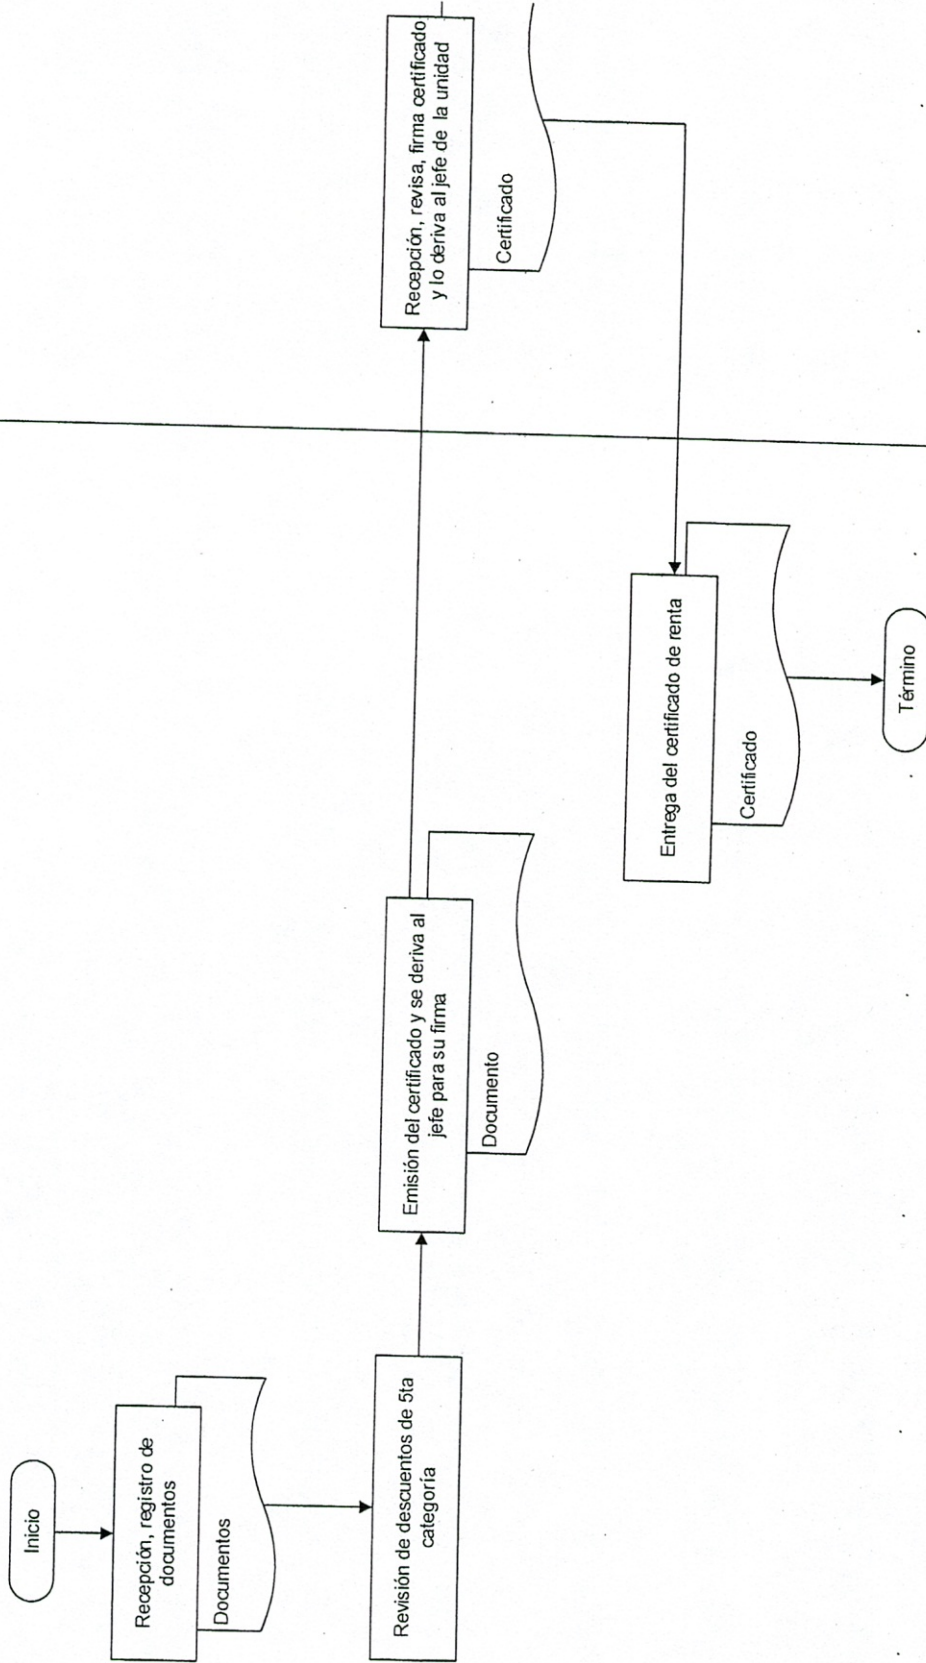 Inicio
Recepción, registro de
documentos
Documentos
Revisión de descuentos de 5ta
categoría
Emisión del certificado y se deriva al
jefe para su firma
Documento
Recepción, revisa, firma certificado
y lo deriva al jefe de la unidad
Certificado
Entrega del certificado de renta
Certificado
Término